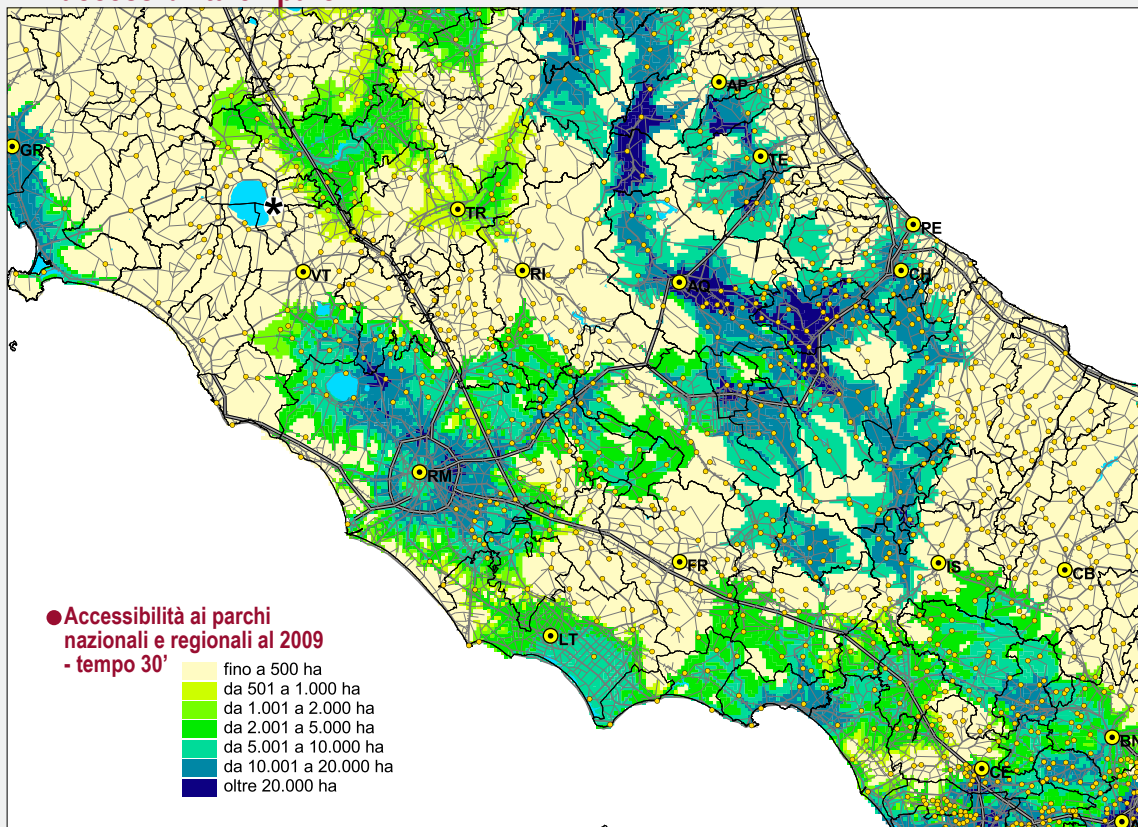 AP
GR
TE
TR
PE
VT
RI
AQ
CH
RM
FR
IS
CB
● Accessibilità ai parchi
nazionali e regionali al 2009
- tempo 30’
LT
fino a 500 ha
da 501 a 1.000 ha
da 1.001 a 2.000 ha
da 2.001 a 5.000 ha
da 5.001 a 10.000 ha
da 10.001 a 20.000 ha
oltre 20.000 ha
BN
CE